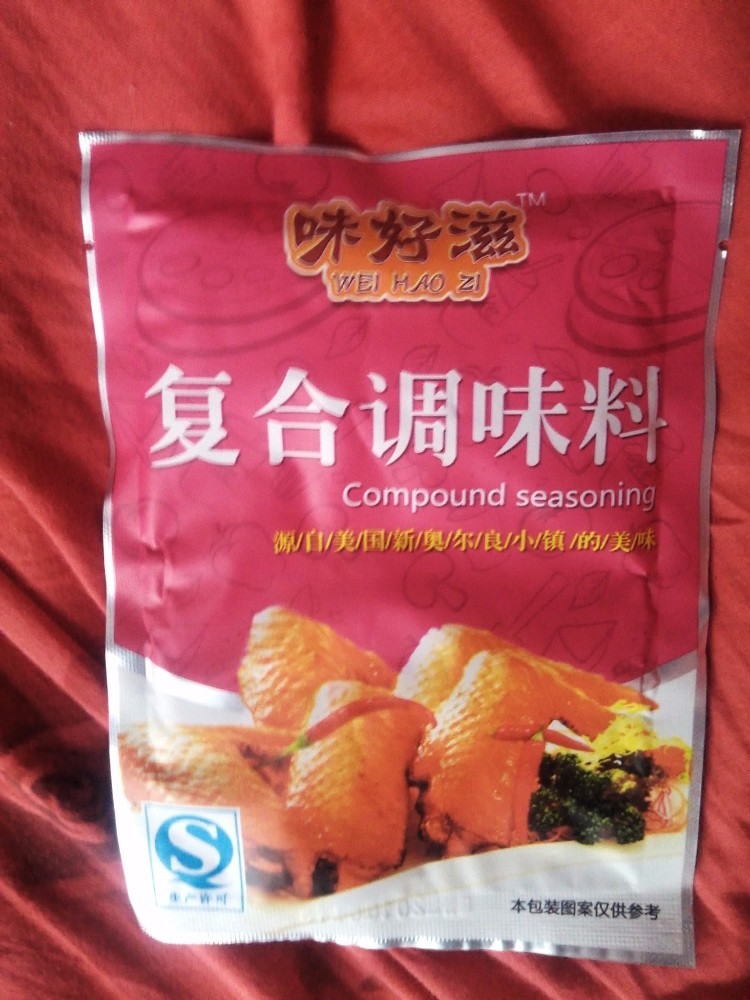 味好滋™
WEI HAO ZI
复合调味料
Compound seasoning
源/自/美/国/新/奥/尔/良/小/镇/的/美/味
生产许可
本包装图案仅供参考